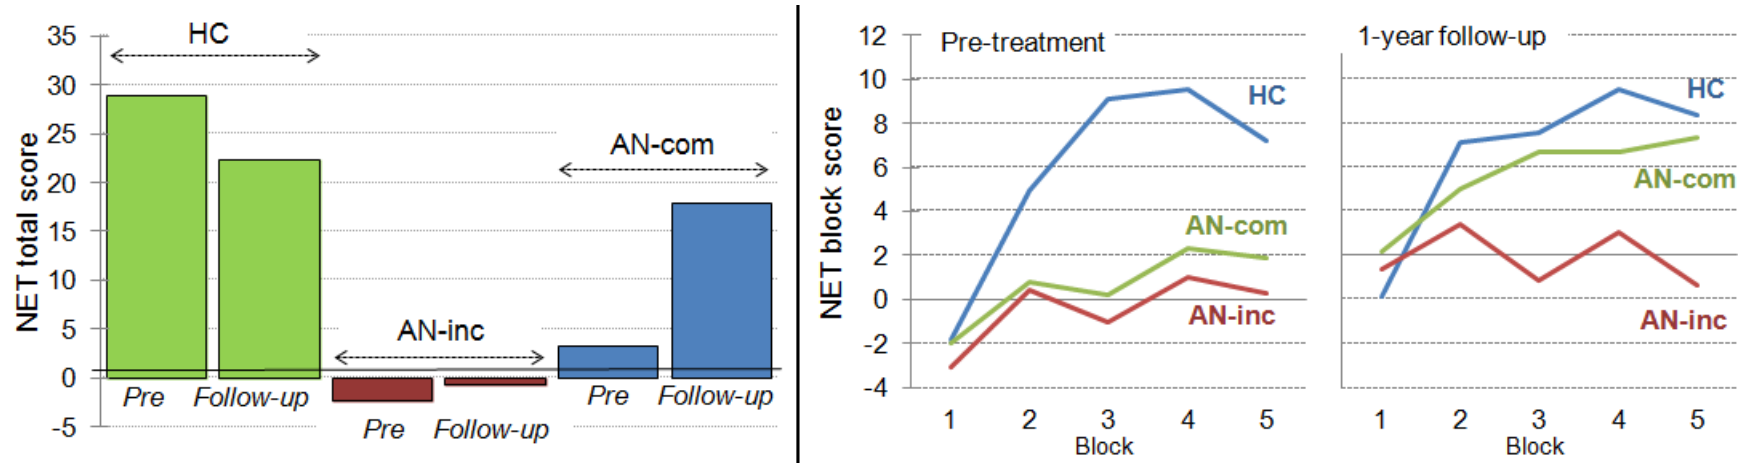 NET total score
35
30
25
20
15
10
5
0
-5
HC
AN-inc
AN-com
Pre
Follow-up
Pre
Follow-up
Pre
Follow-up
NET block score
12
10
8
6
4
2
0
-2
-4
Pre-treatment
HC
AN-com
AN-inc
1 2 3 4 5
Block
1-year follow-up
HC
AN-com
AN-inc
1 2 3 4 5
Block